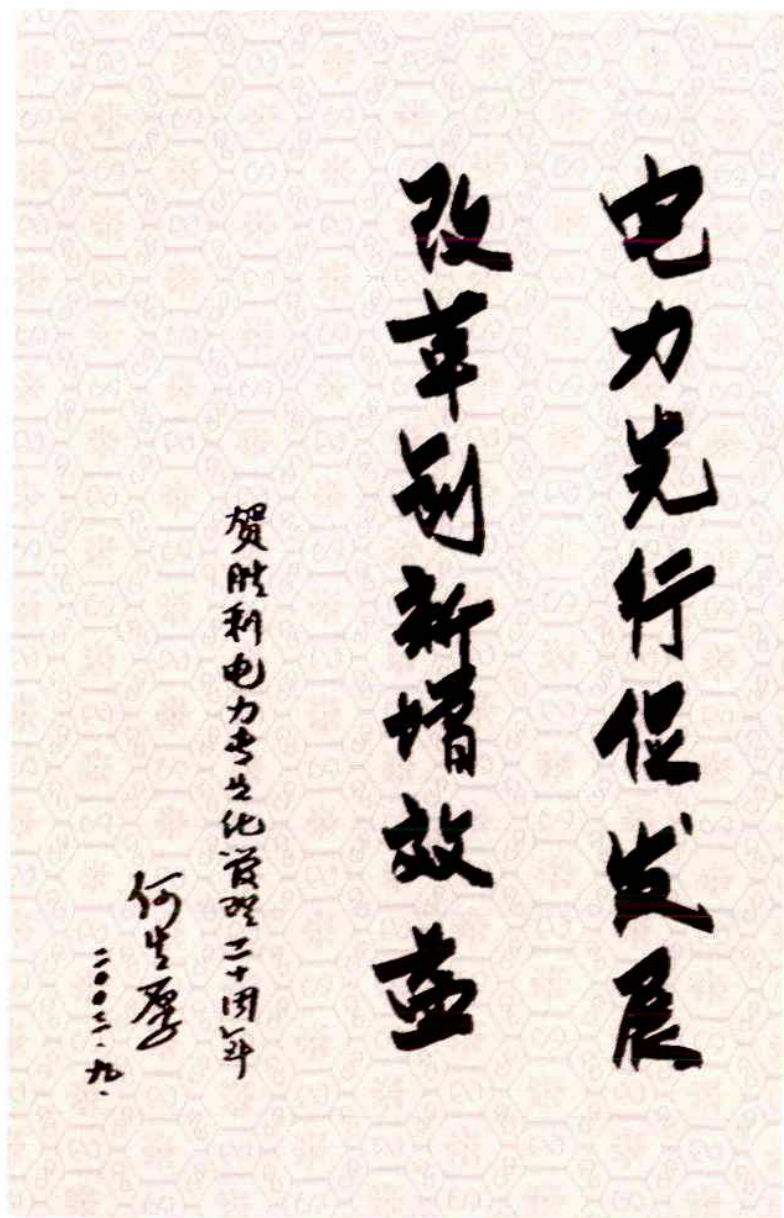 电力先行促发展
改革创新增效益
贺胜利电力专业化管理二十周年
何生厚
二〇〇三·九·